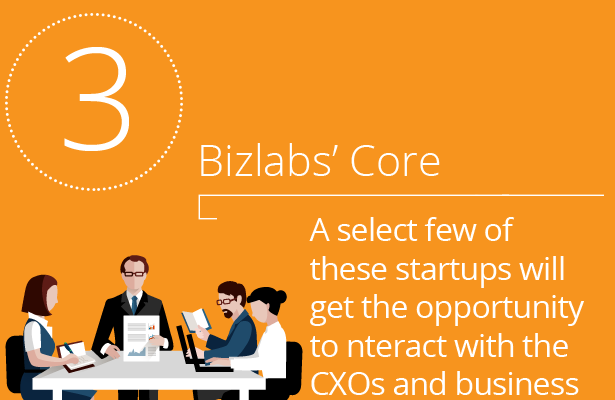 3
Bizlabs’ Core
A select few of
these startups will
get the opportunity
to nteract with the
CXOs and business